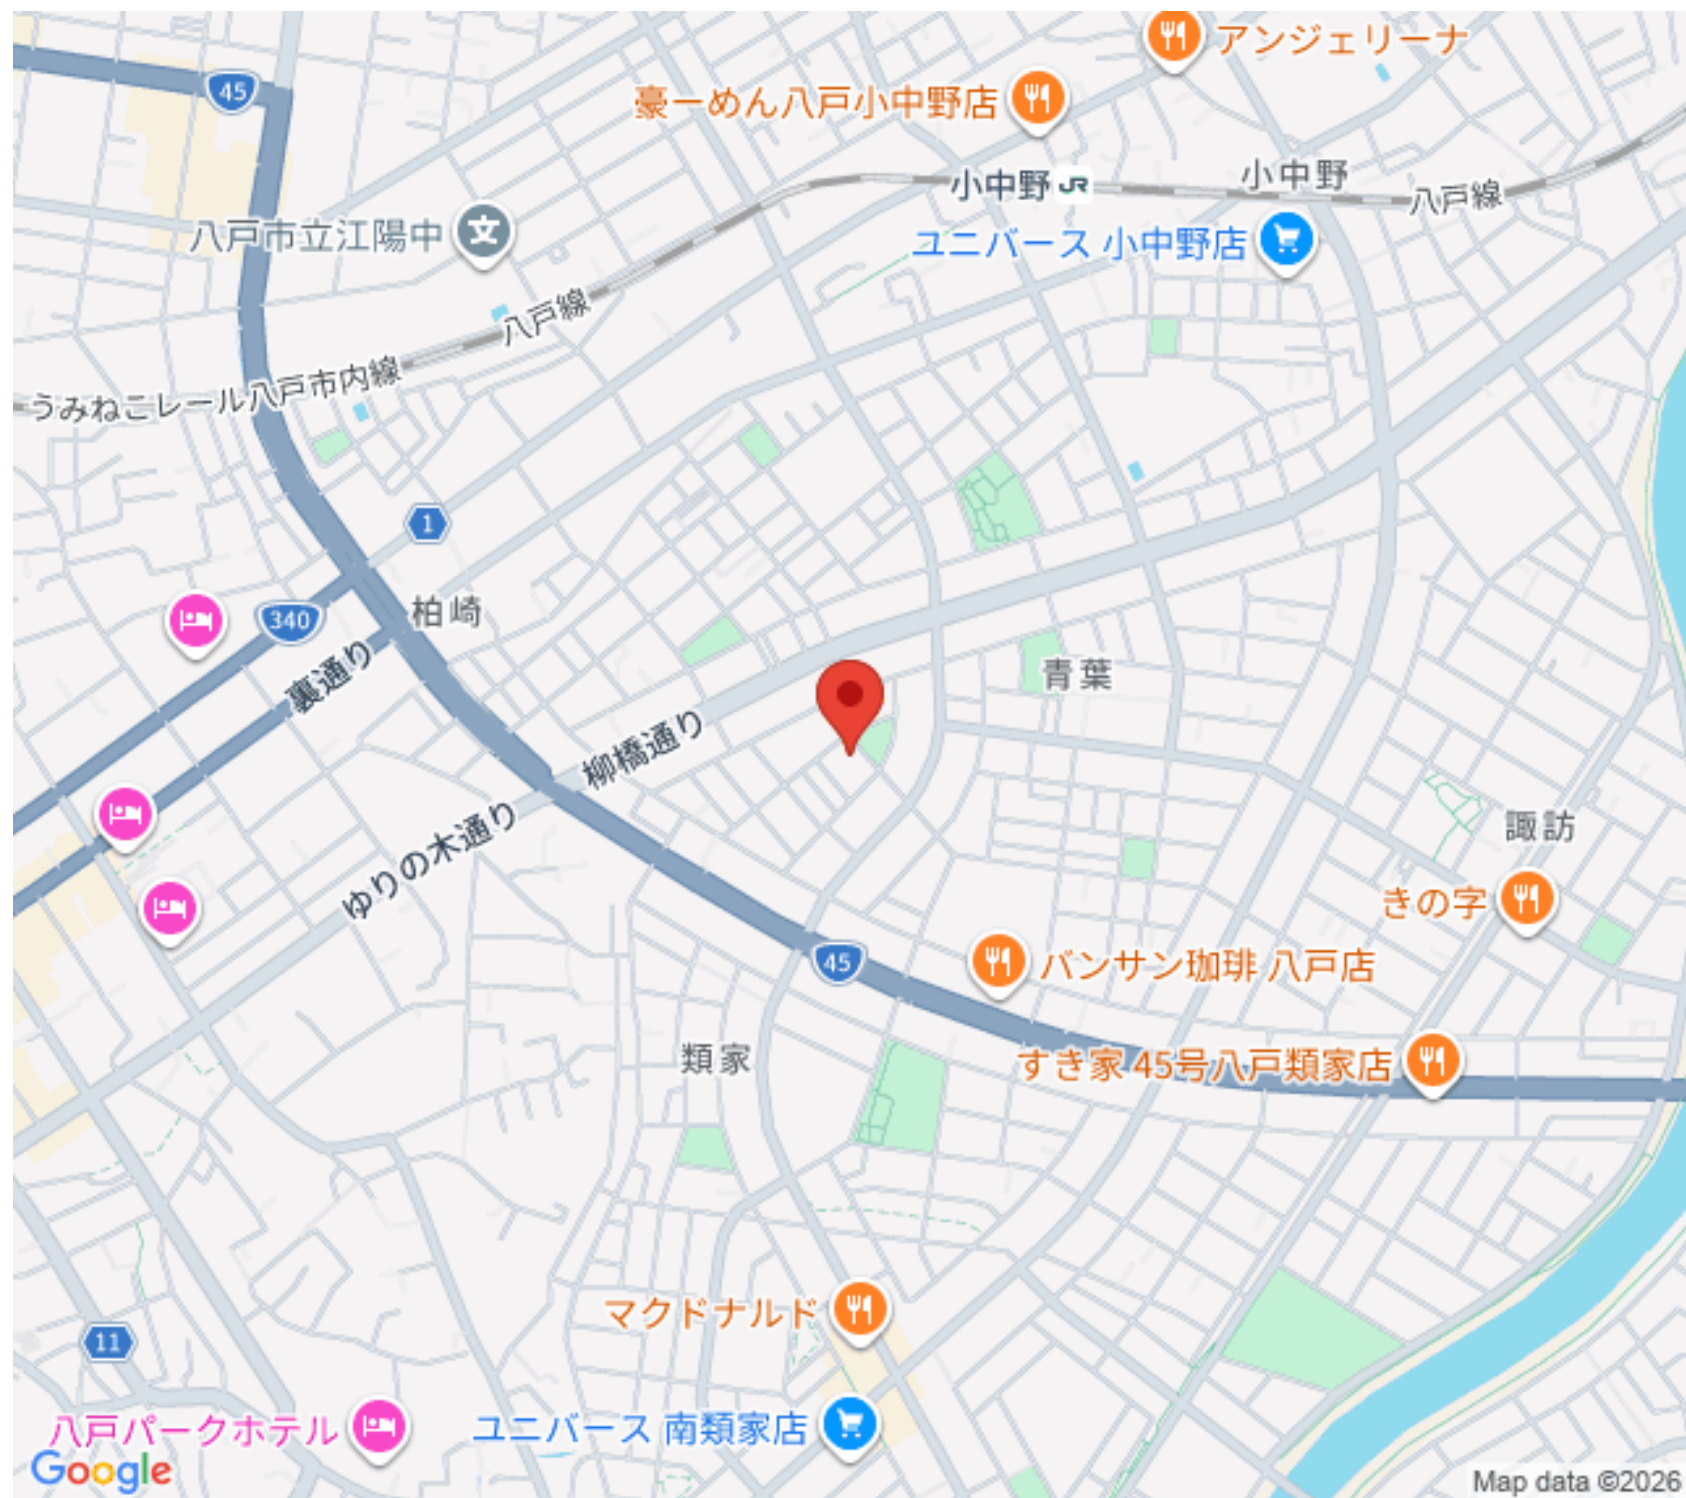 アンジェリーナ
45
豪ーめん八戸小中野店
小中野 JR
小中野
八戸線
八戸市立江陽中
文
ユニバース 小中野店
八戸線
うみねこレール八戸市内線
1
柏崎
340
裏通り
青葉
柳橋通り
ゆりの木通り
諏訪
きの字
45
バンサン珈琲 八戸店
類家
すき家 45号八戸類家店
マクドナルド
11
八戸パークホテル
ユニバース 南類家店
Google
Map data ©2026